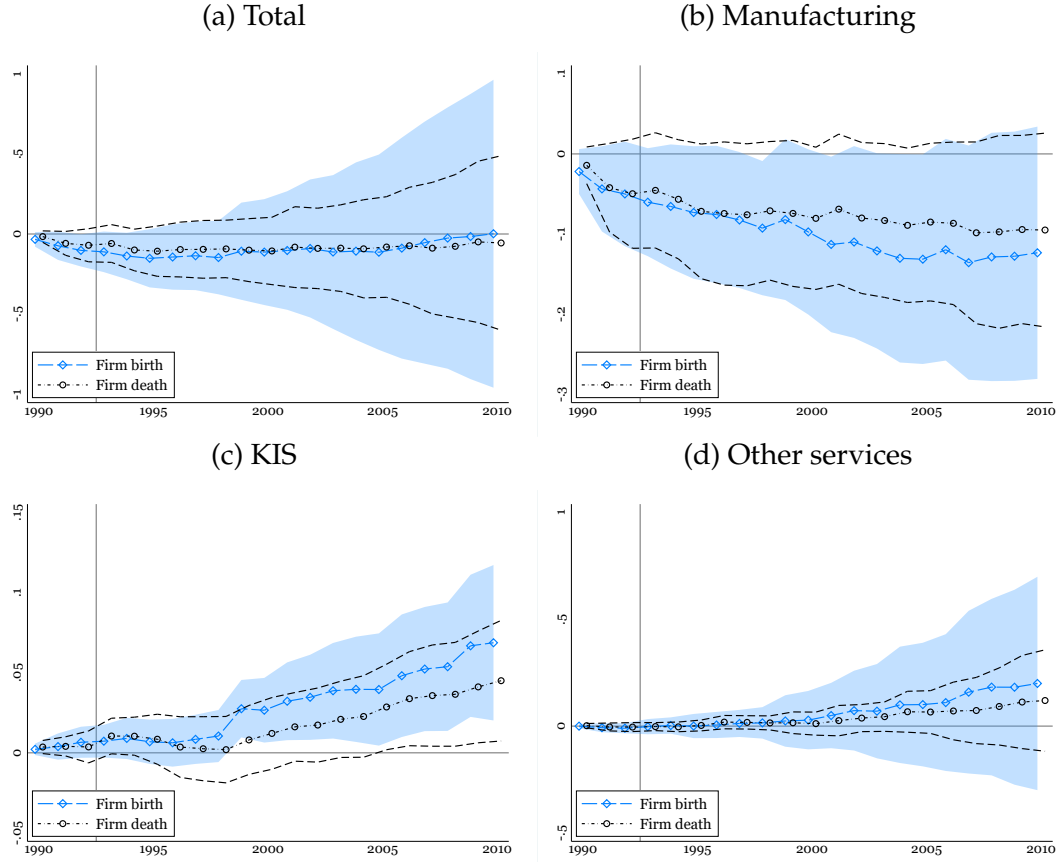 (a) Total
1
.5
0
-.5
-1
Firm birth
Firm death
1990 1995 2000 2005 2010
(b) Manufacturing
.1
0
-.1
-.2
-.3
Firm birth
Firm death
1990 1995 2000 2005 2010
(c) KIS
.15
.1
.05
0
-.05
Firm birth
Firm death
1990 1995 2000 2005 2010
(d) Other services
1
.5
0
-.5
Firm birth
Firm death
1990 1995 2000 2005 2010